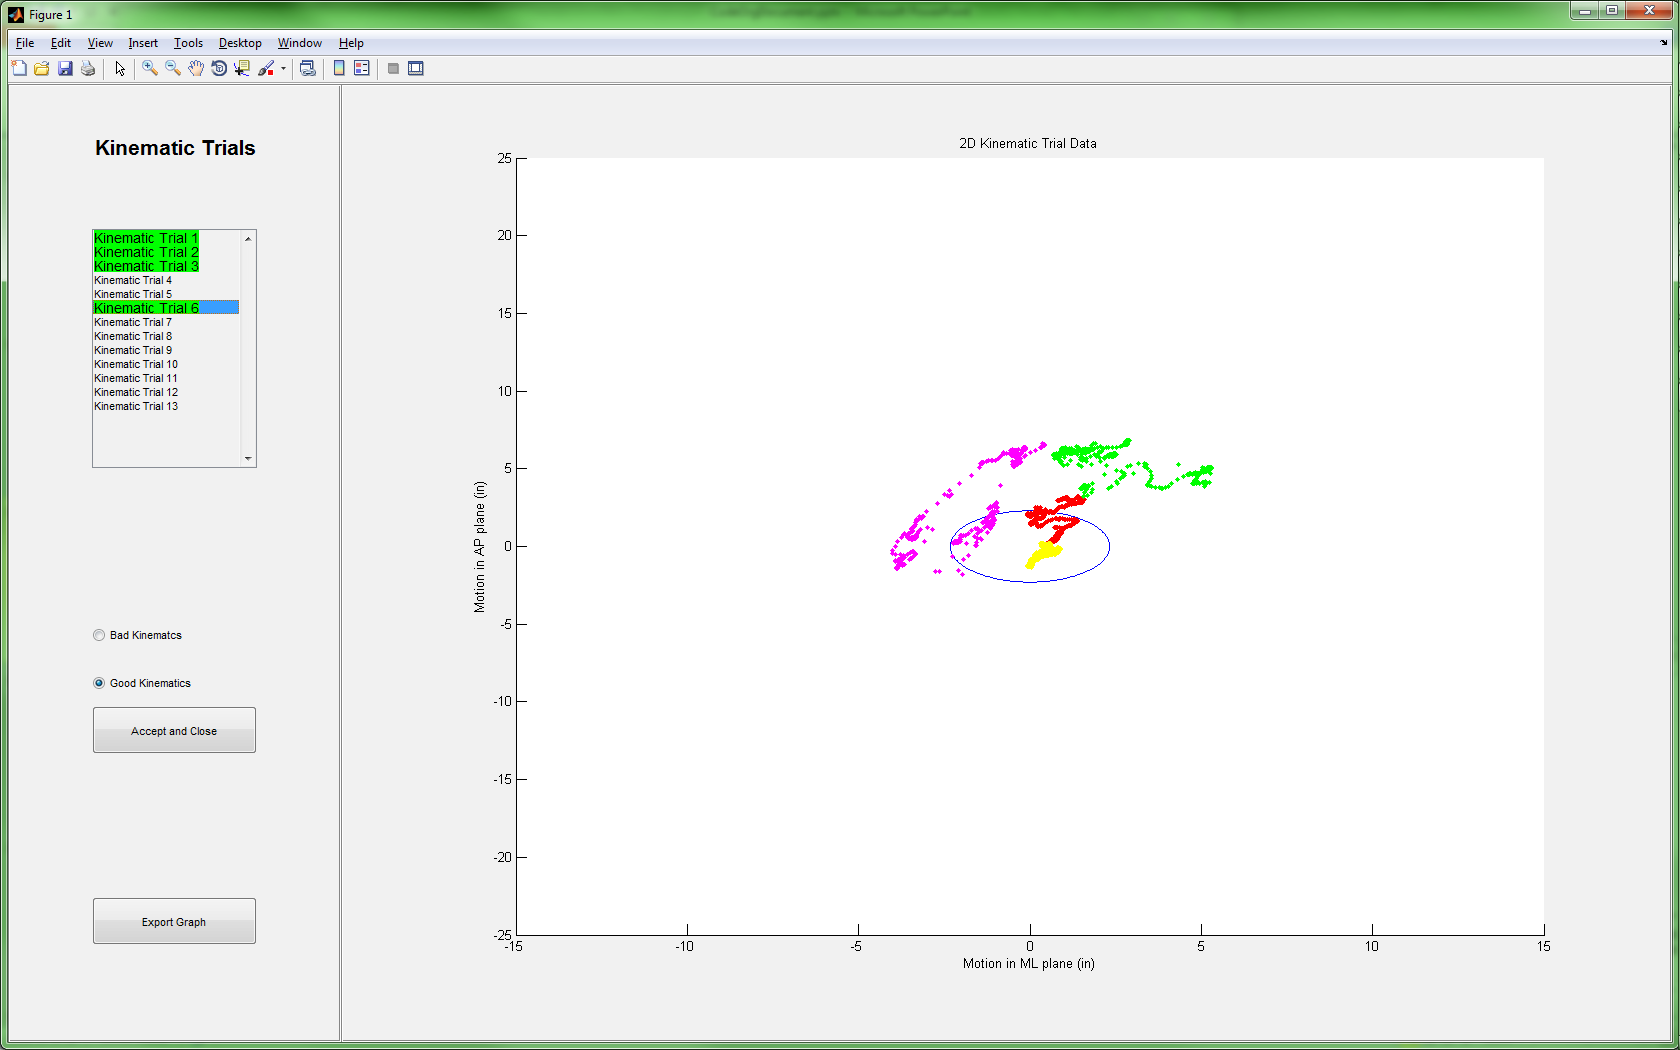 Figure 1
File Edit View Insert Tools Desktop Window Help
Kinematic Trials
Kinematic Trial 1
Kinematic Trial 2
Kinematic Trial 3
Kinematic Trial 4
Kinematic Trial 5
Kinematic Trial 6
Kinematic Trial 7
Kinematic Trial 8
Kinematic Trial 9
Kinematic Trial 10
Kinematic Trial 11
Kinematic Trial 12
Kinematic Trial 13
Bad Kinematcs
Good Kinematics
Accept and Close
Export Graph
2D Kinematic Trial Data
25
20
15
10
5
0
-5
-10
-15
-20
-25
Motion in AP plane (in)
-15 -10 -5 0 5 10 15
Motion in ML plane (in)